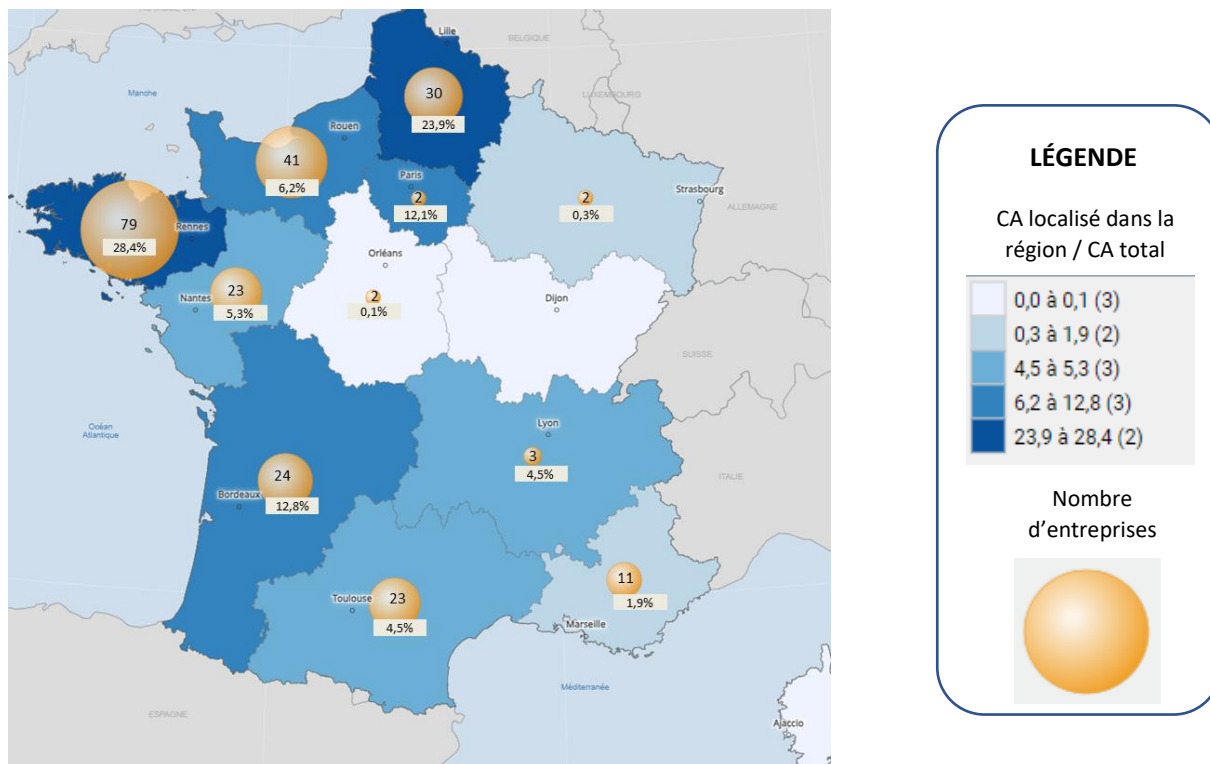 Lille
BELGIQUE
Manche
LUXEMBOURG
30
23,9%
Rouen
41
6,2%
Paris
2
12,1%
2
0,3%
Strasbourg
ALLEMAGNE
79
28,4%
Rennes
Orléans
2
0,1%
Dijon
Nantes
23
5,3%
SUISSE
Océan
Atlantique
Lyon
3
4,5%
ITALIE
24
Bordeaux
12,8%
11
1,9%
Toulouse
23
4,5%
Marseille
Méditerranée
ESPAGNE
Ajaccio
LÉGENDE
CA localisé dans la
région / CA total
0,0 à 0,1 (3)
0,3 à 1,9 (2)
4,5 à 5,3 (3)
6,2 à 12,8 (3)
23,9 à 28,4 (2)
Nombre
d’entreprises